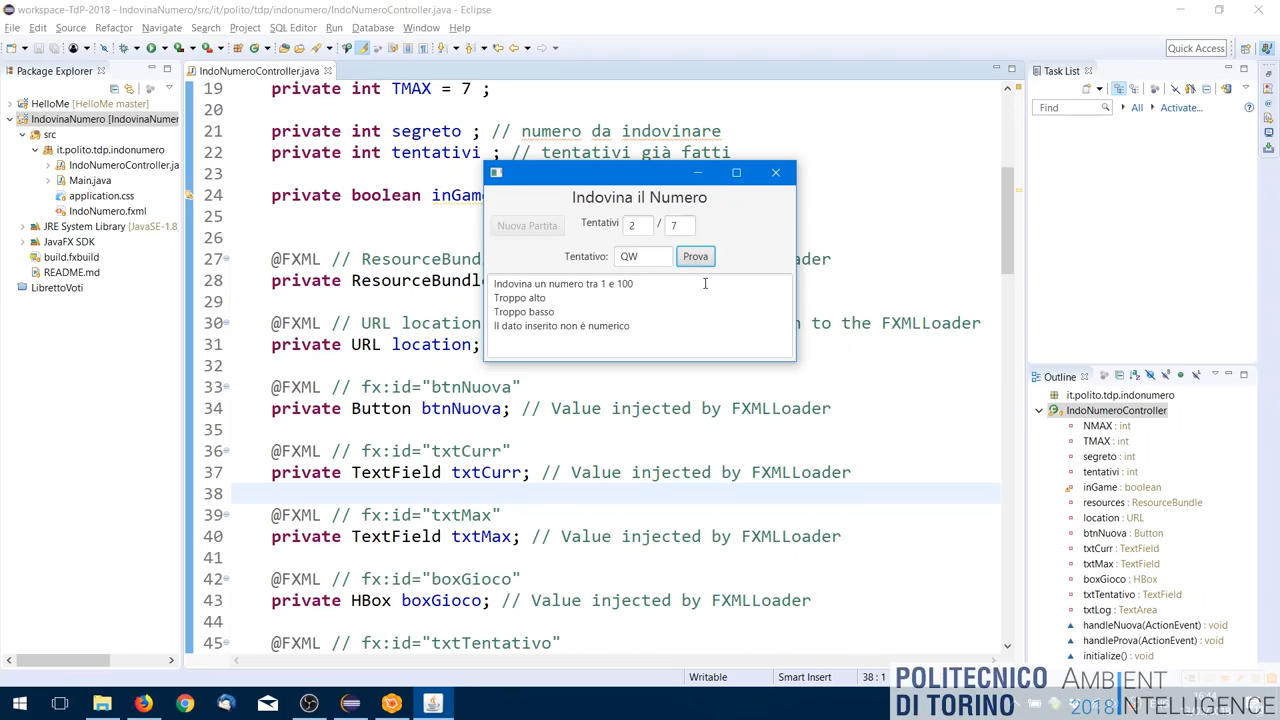 workspace-TdP-2018 - IndovinaNumero/src/it/polito/tdp/indonumero/IndoNumeroController.java - Eclipse
File Edit Source Refactor Navigate Search Project SQL Editor Run Database Window Help
Quick Access
Package Explorer
HelloMe [HelloMe master]
IndovinaNumero [IndovinaNumer
src
it.polito.tdp.indonumero
IndoNumeroController.ja
Main.java
application.css
IndoNumero.fxml
JRE System Library [JavaSE-1.8
JavaFX SDK
build.fxbuild
README.md
LibrettoVoti
IndoNumeroController.java
19 private int TMAX = 7 ;
20
21 private int segreto ; // numero da indovinare
22 private int tentativi ; // tentativi già fatti
23
24 private boolean inGame
25
26
27 @FXML // ResourceBund
28 private ResourceBundle
29
30 @FXML // URL location
31 private URL location;
32
33 @FXML // fx:id="btnNuova"
34 private Button btnNuova; // Value injected by FXMLLoader
35
36 @FXML // fx:id="txtCurr"
37 private TextField txtCurr; // Value injected by FXMLLoader
38
39 @FXML // fx:id="txtMax"
40 private TextField txtMax; // Value injected by FXMLLoader
41
42 @FXML // fx:id="boxGioco"
43 private HBox boxGioco; // Value injected by FXMLLoader
44
45 @FXML // fx:id="txtTentativo"
ader
n to the FXMLLoader
Indovina il Numero
Nuova Partita Tentativi 2 / 7
Tentativo: QW Prova
Indovina un numero tra 1 e 100
Troppo alto
Troppo basso
Il dato inserito non è numerico
Task List
Find All Activate...
Outline
it.polito.tdp.indonumero
IndoNumeroController
NMAX : int
TMAX : int
segreto : int
tentativi : int
inGame : boolean
resources : ResourceBundle
location : URL
btnNuova : Button
txtCurr : TextField
txtMax : TextField
boxGioco : HBox
txtTentativo : TextField
txtLog : TextArea
handleNuova(ActionEvent) : void
handleProva(ActionEvent) : void
initialize() : void
Writable Smart Insert 38 : 1
POLITECNICO
DI TORINO
AMBIENT
2018 INTELLIGENCE